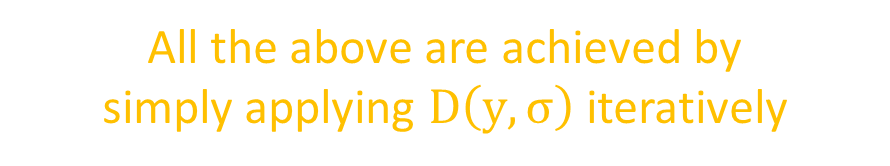 All the above are achieved by
simply applying D(y, σ) iteratively